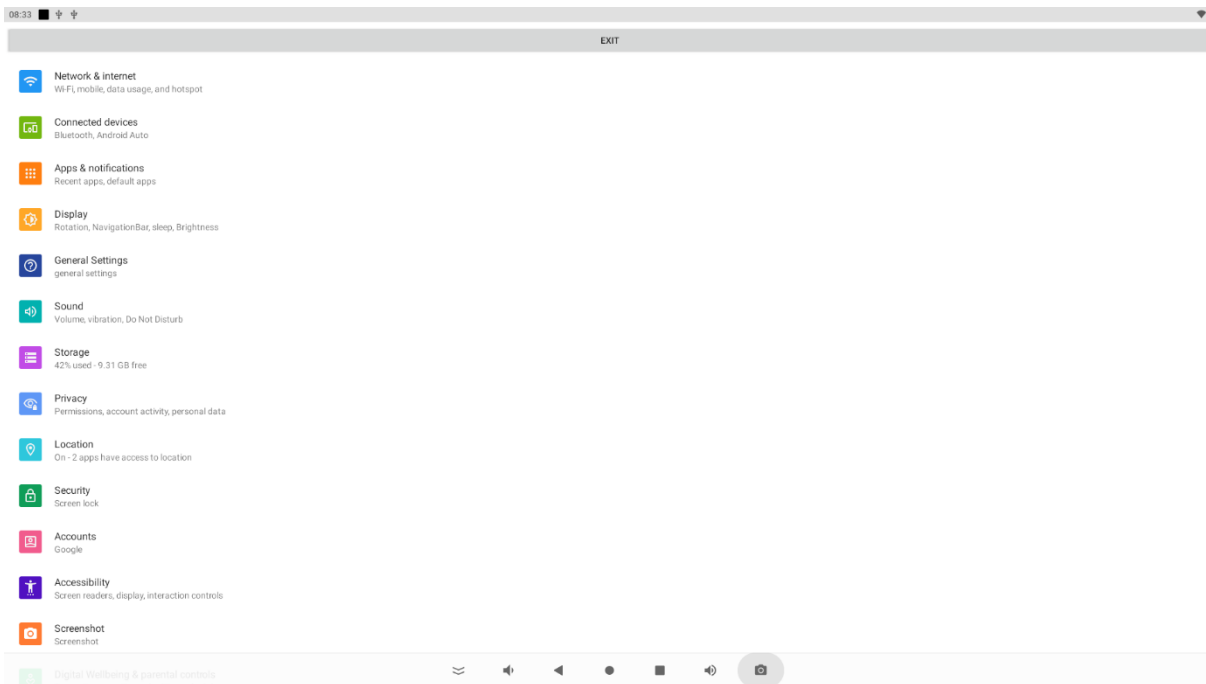 08:33
EXIT
Network & internet
Wi-Fi, mobile, data usage, and hotspot
Connected devices
Bluetooth, Android Auto
Apps & notifications
Recent apps, default apps
Display
Rotation, NavigationBar, sleep, Brightness
General Settings
general settings
Sound
Volume, vibration, Do Not Disturb
Storage
42% used - 9.31 GB free
Privacy
Permissions, account activity, personal data
Location
On - 2 apps have access to location
Security
Screen lock
Accounts
Google
Accessibility
Screen readers, display, interaction controls
Screenshot
Screenshot
Digital Wellbeing & parental controls